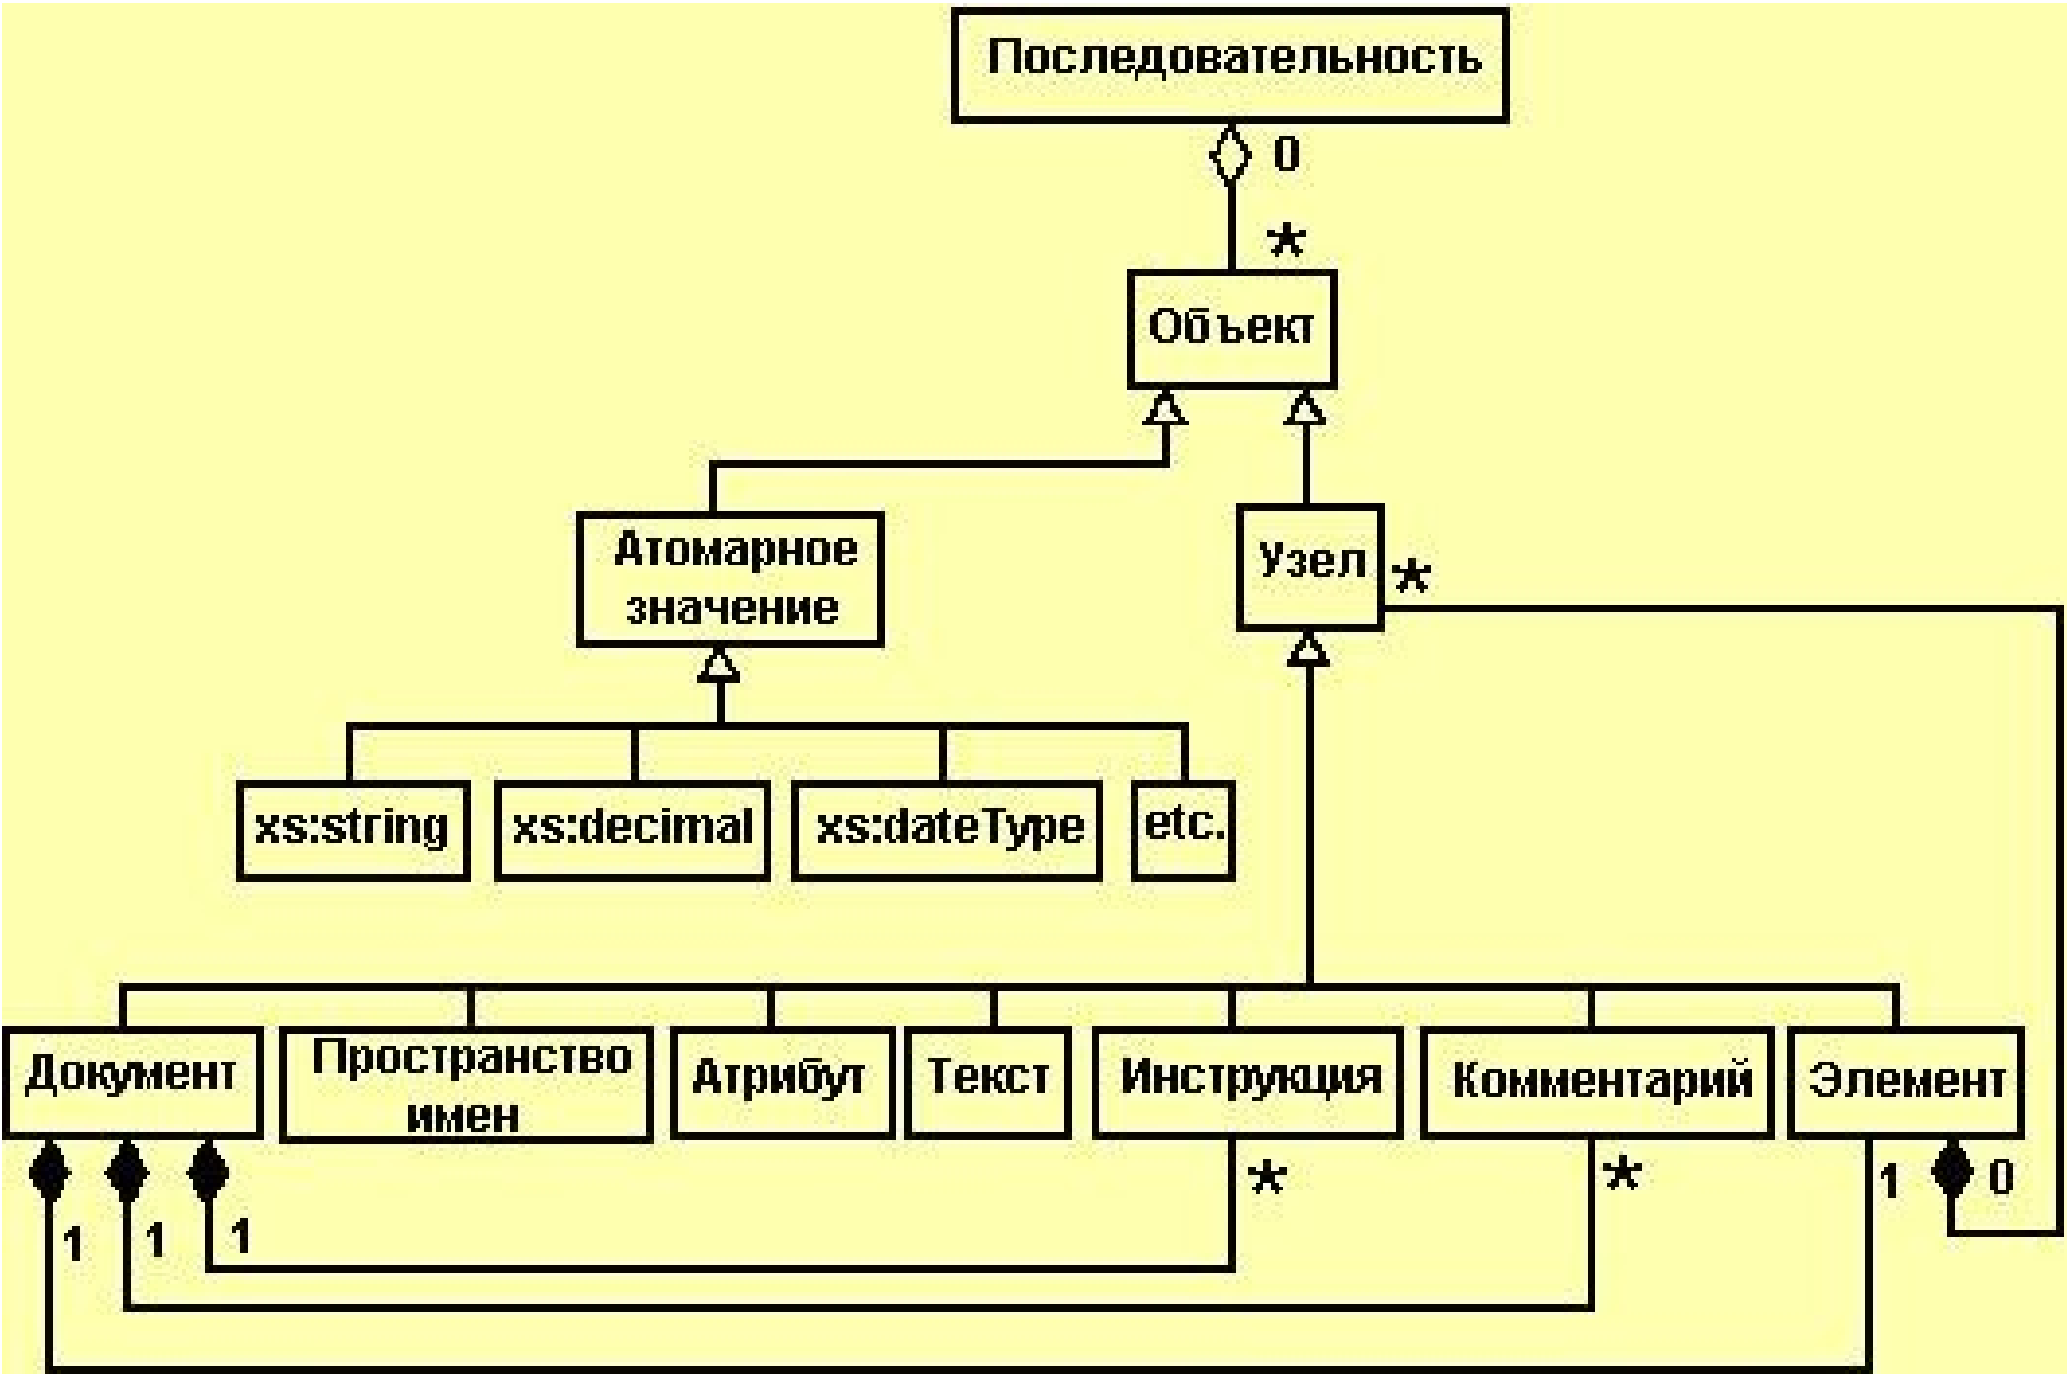 Последовательность
0
*
Объект
Атомарное
значение
Узел
*
xs:string
xs:decimal
xs:dateType
etc.
Документ
Пространство
имен
Атрибут
Текст
Инструкция
Комментарий
Элемент
1
1
1
*
*
1
0